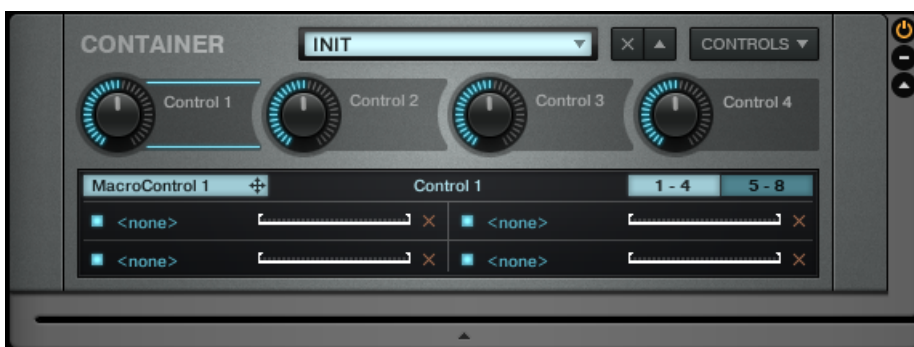 CONTAINER INIT CONTROLS
Control 1 Control 2 Control 3 Control 4
MacroControl 1 Control 1 1 - 4 5 - 8
<none> <none>
<none> <none>